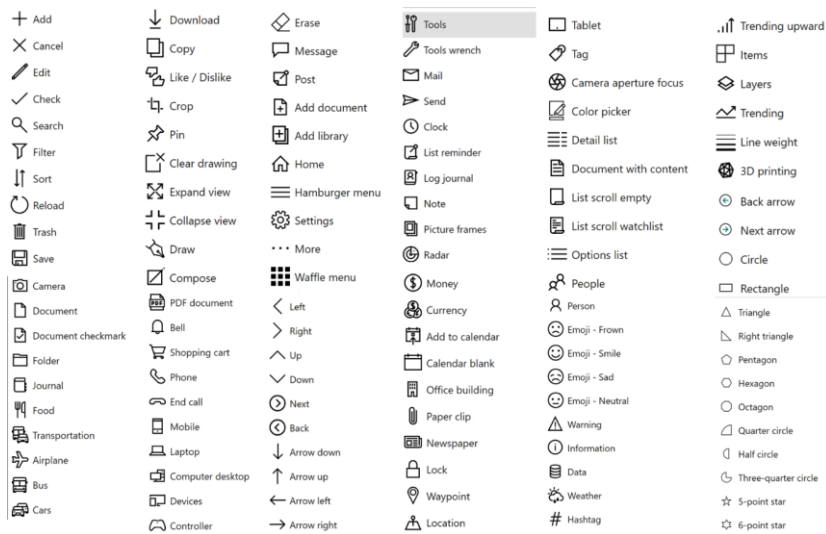 Add
Cancel
Edit
Check
Search
Filter
Sort
Reload
Trash
Save
Camera
Document
Document checkmark
Folder
Journal
Food
Transportation
Airplane
Bus
Cars
Download
Copy
Like / Dislike
Crop
Pin
Clear drawing
Expand view
Collapse view
Draw
Compose
PDF document
Bell
Shopping cart
Phone
End call
Mobile
Laptop
Computer desktop
Devices
Controller
Erase
Message
Post
Add document
Add library
Home
Hamburger menu
Settings
More
Waffle menu
Left
Right
Up
Down
Next
Back
Arrow down
Arrow up
Arrow left
Arrow right
Tools
Tools wrench
Mail
Send
Clock
List reminder
Log journal
Note
Picture frames
Radar
Money
Currency
Add to calendar
Calendar blank
Office building
Paper clip
Newspaper
Lock
Waypoint
Location
Tablet
Tag
Camera aperture focus
Color picker
Detail list
Document with content
List scroll empty
List scroll watchlist
Options list
People
Person
Emoji - Frown
Emoji - Smile
Emoji - Sad
Emoji - Neutral
Warning
Information
Data
Weather
Hashtag
Trending upward
Items
Layers
Trending
Line weight
3D printing
Back arrow
Next arrow
Circle
Rectangle
Triangle
Right triangle
Pentagon
Hexagon
Octagon
Quarter circle
Half circle
Three-quarter circle
5-point star
6-point star